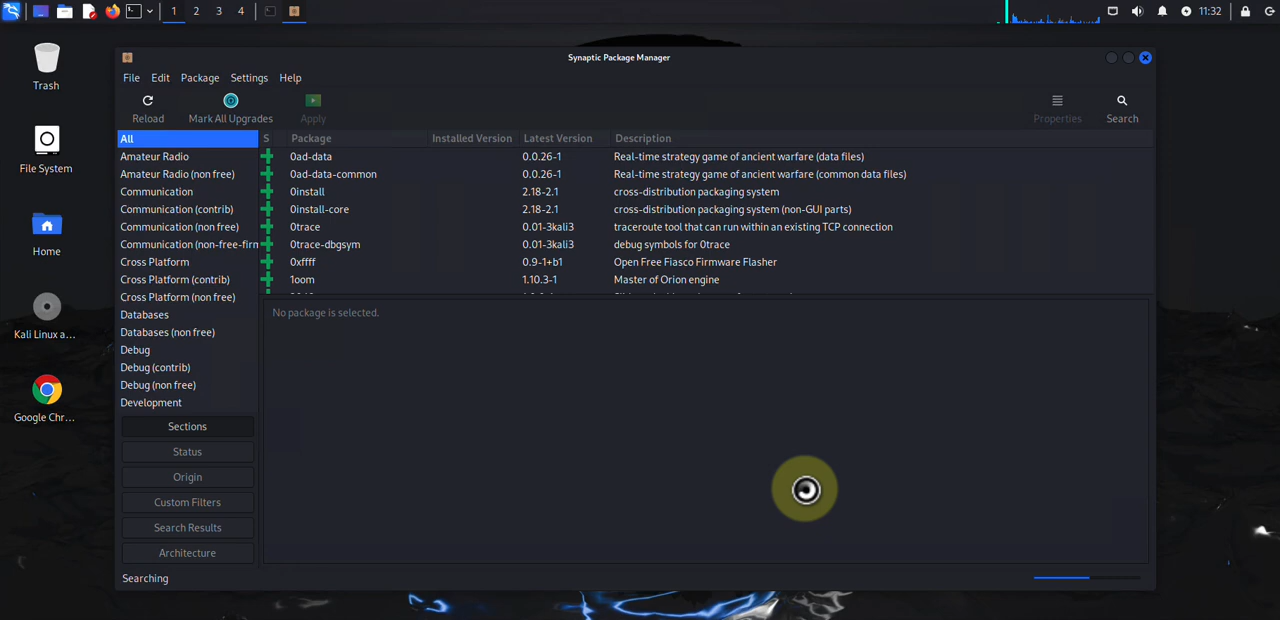 1 2 3 4 11:32
Synaptic Package Manager
File Edit Package Settings Help
Reload Mark All Upgrades Apply Properties Search
Trash
File System
Home
Kali Linux a...
Google Chr...
All
Amateur Radio
Amateur Radio (non free)
Communication
Communication (contrib)
Communication (non free)
Communication (non-free-firm
Cross Platform
Cross Platform (contrib)
Cross Platform (non free)
Databases
Databases (non free)
Debug
Debug (contrib)
Debug (non free)
Development
Sections
Status
Origin
Custom Filters
Search Results
Architecture
S Package Installed Version Latest Version Description
0ad-data 0.0.26-1 Real-time strategy game of ancient warfare (data files)
0ad-data-common 0.0.26-1 Real-time strategy game of ancient warfare (common data files)
0install 2.18-2.1 cross-distribution packaging system
0install-core 2.18-2.1 cross-distribution packaging system (non-GUI parts)
0trace 0.01-3kali3 traceroute tool that can run within an existing TCP connection
0trace-dbgsym 0.01-3kali3 debug symbols for 0trace
0xffff 0.9-1+b1 Open Free Fiasco Firmware Flasher
1oom 1.10.3-1 Master of Orion engine
No package is selected.
Searching